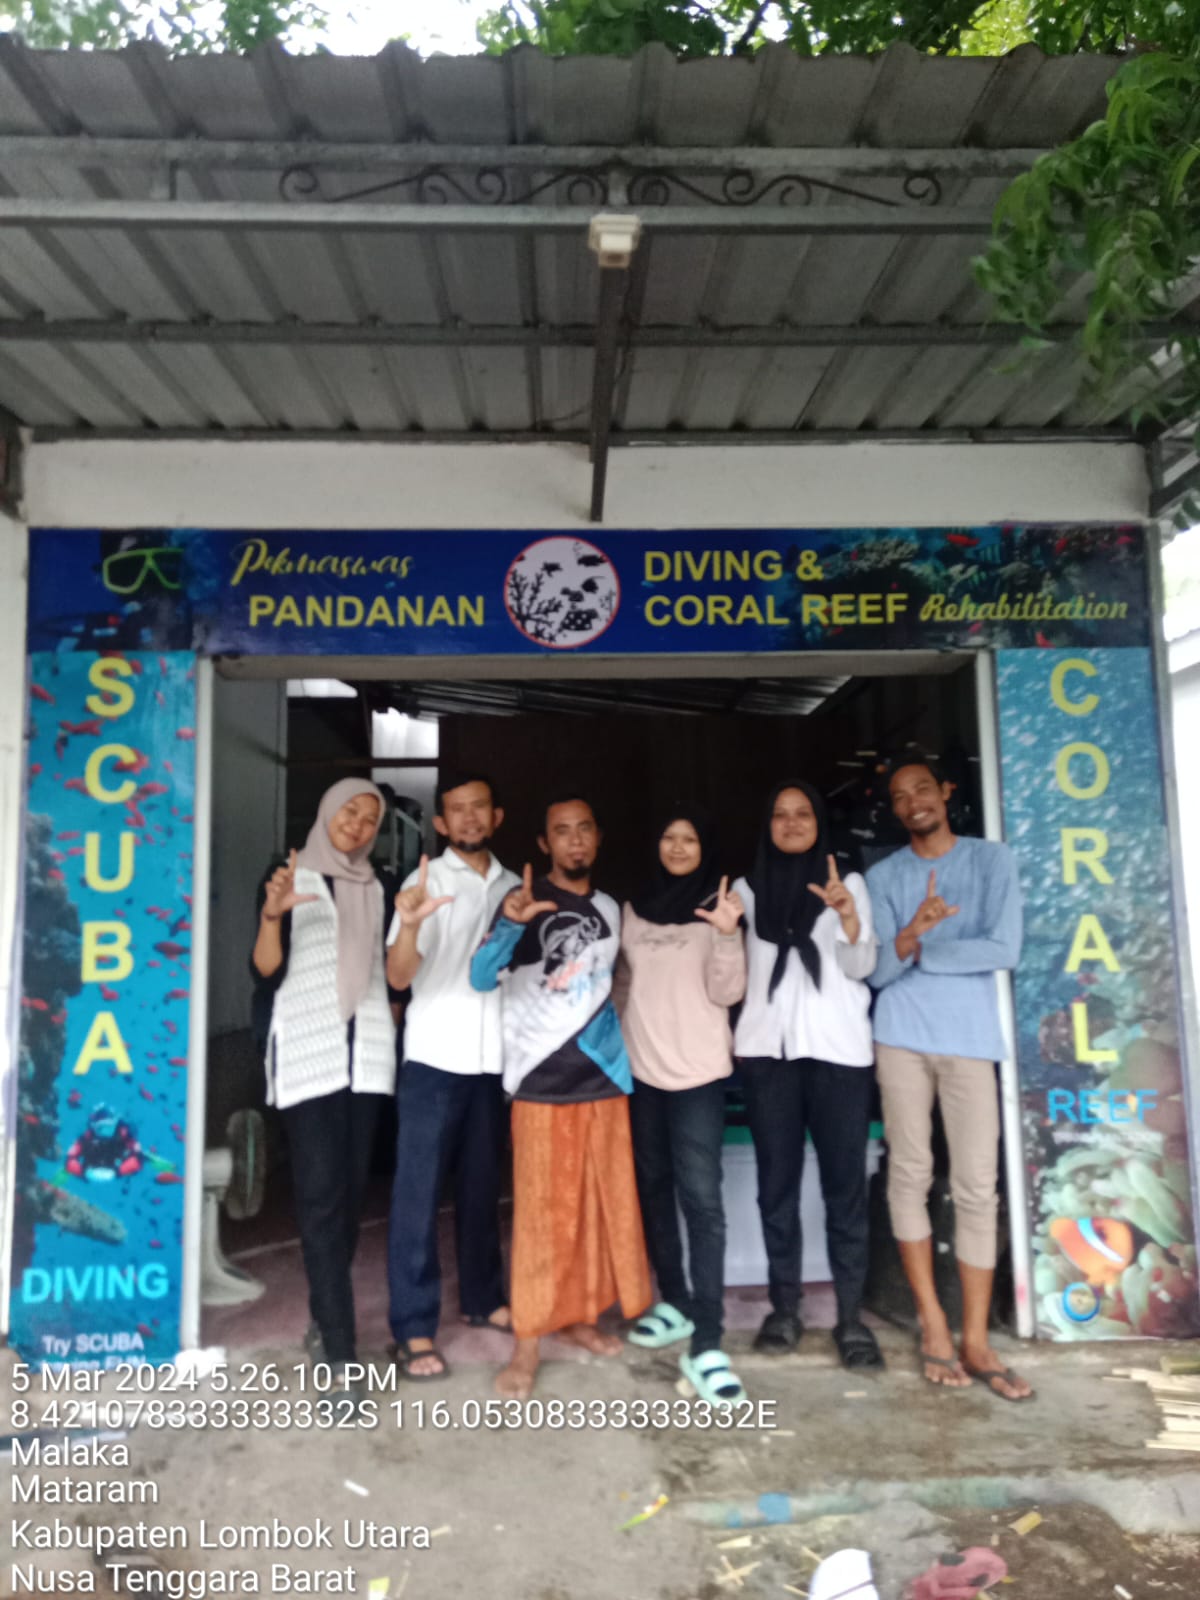 Pokmaswas
PANDANAN
DIVING &
CORAL REEF Rehabilitation
SCUBA
DIVING
Try SCUBA
CORAL
REEF
5 Mar 2024 5.26.10 PM
8.421078333333332S 116.05308333333332E
Malaka
Mataram
Kabupaten Lombok Utara
Nusa Tenggara Barat